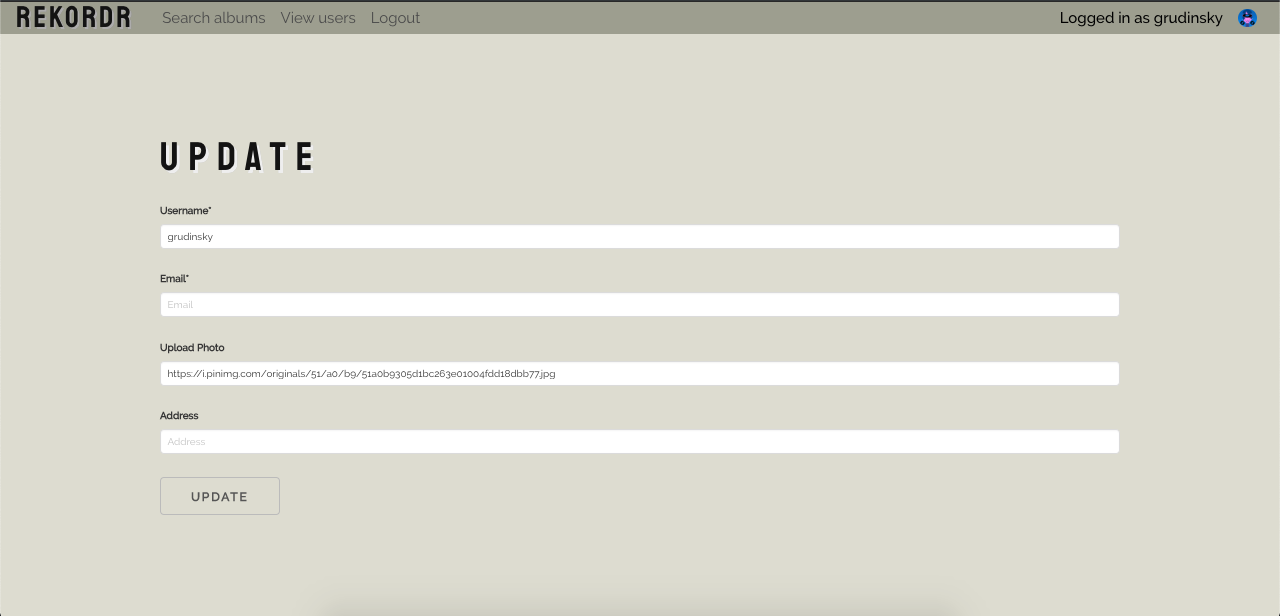 REKORDR Search albums View users Logout Logged in as grudinsky
UPDATE
Username*
grudinsky
Email*
Email
Upload Photo
https://i.pinimg.com/originals/51/a0/b9/51a0b9305d1bc263e01004fdd18dbb77.jpg
Address
Address
UPDATE